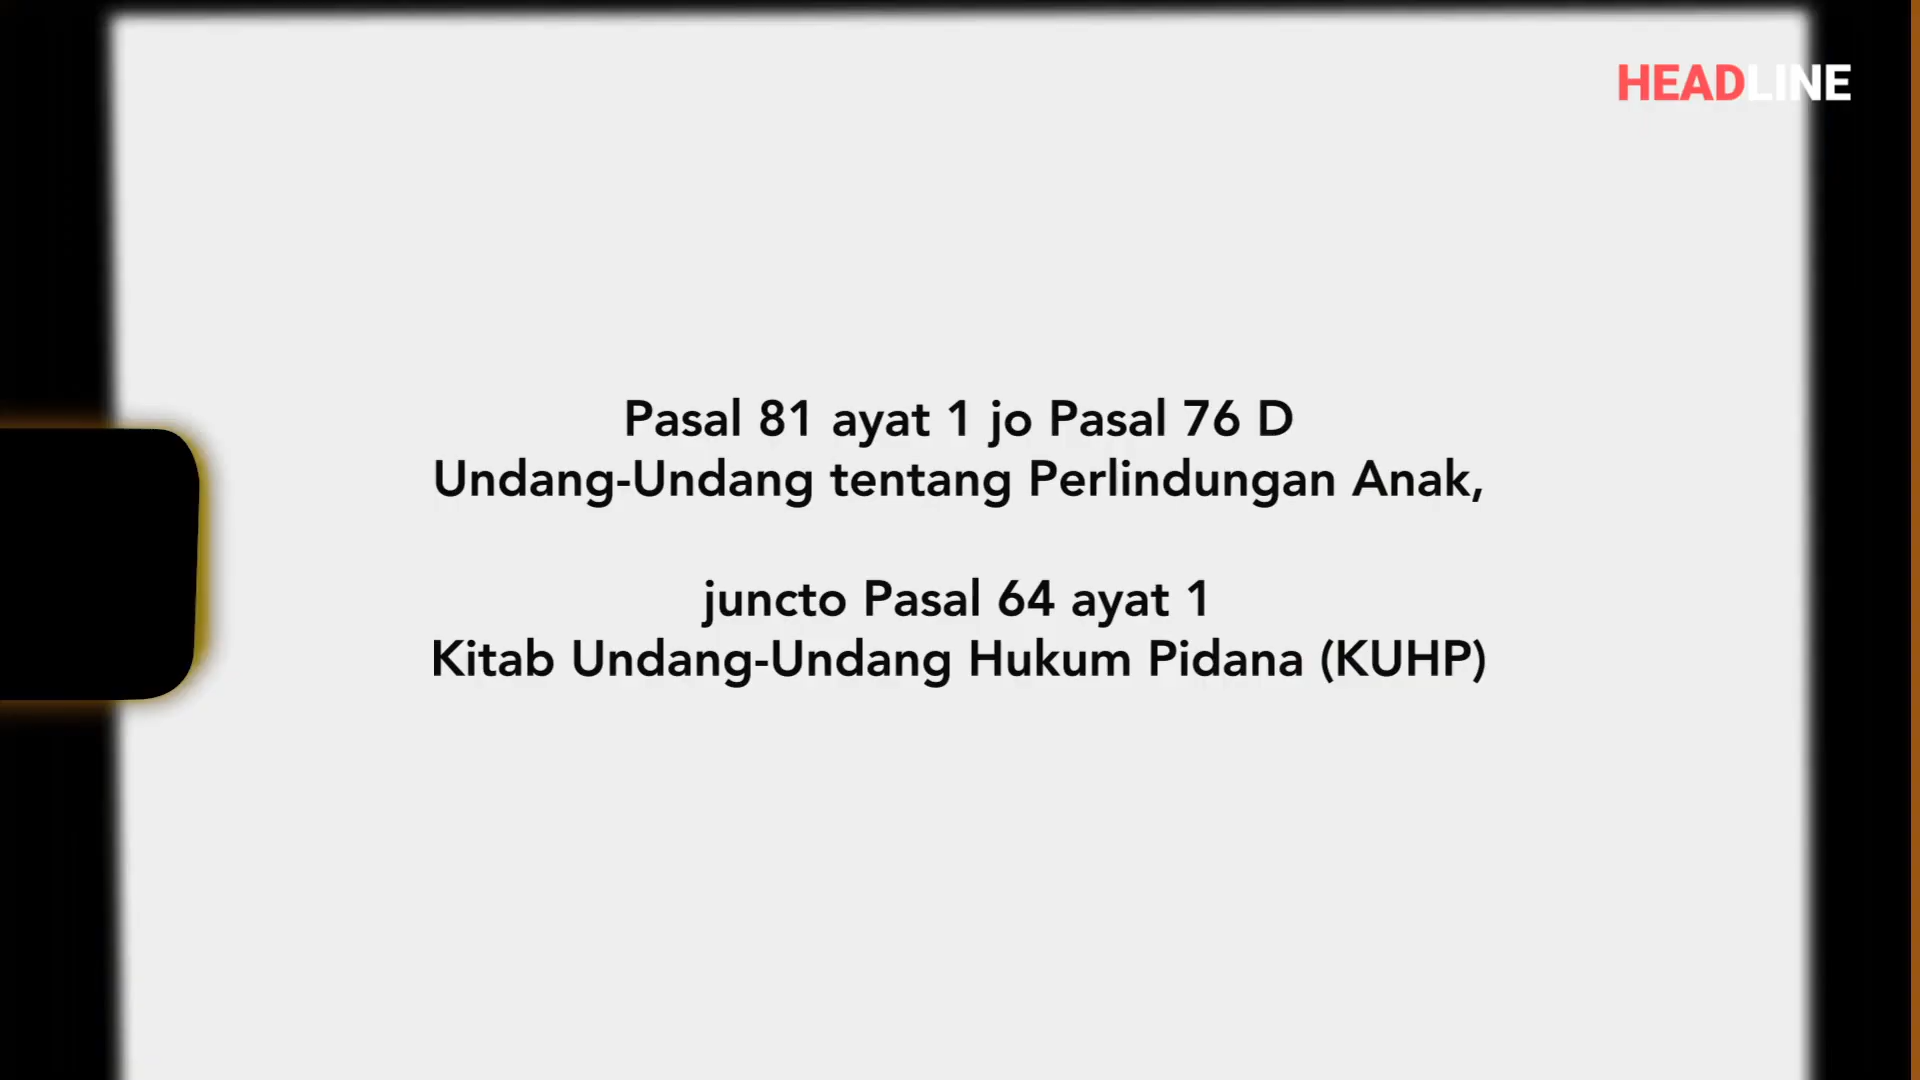 HEADLINE
Pasal 81 ayat 1 jo Pasal 76 D
Undang-Undang tentang Perlindungan Anak,
juncto Pasal 64 ayat 1
Kitab Undang-Undang Hukum Pidana (KUHP)